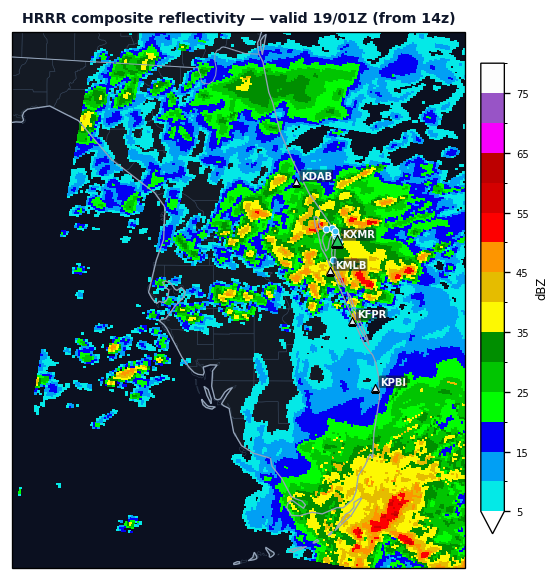 HRRR composite reflectivity — valid 19/01Z (from 14z)
KDAB
KXMR
KMLB
KFPR
KPBI
75
65
55
45
35
25
15
5
dBZ